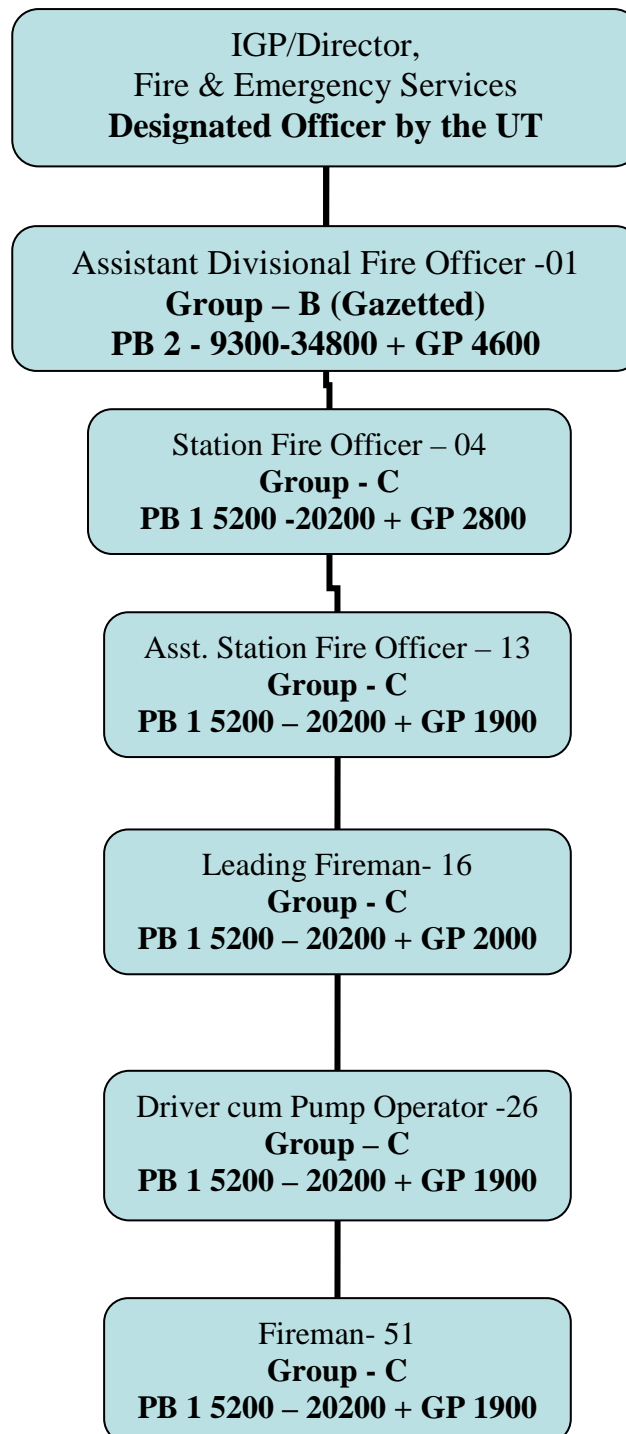 IGP/Director,
Fire & Emergency Services
Designated Officer by the UT
Assistant Divisional Fire Officer -01
Group – B (Gazetted)
PB 2 - 9300-34800 + GP 4600
Station Fire Officer – 04
Group - C
PB 1 5200 -20200 + GP 2800
Asst. Station Fire Officer – 13
Group - C
PB 1 5200 – 20200 + GP 1900
Leading Fireman- 16
Group - C
PB 1 5200 – 20200 + GP 2000
Driver cum Pump Operator -26
Group – C
PB 1 5200 – 20200 + GP 1900
Fireman- 51
Group - C
PB 1 5200 – 20200 + GP 1900